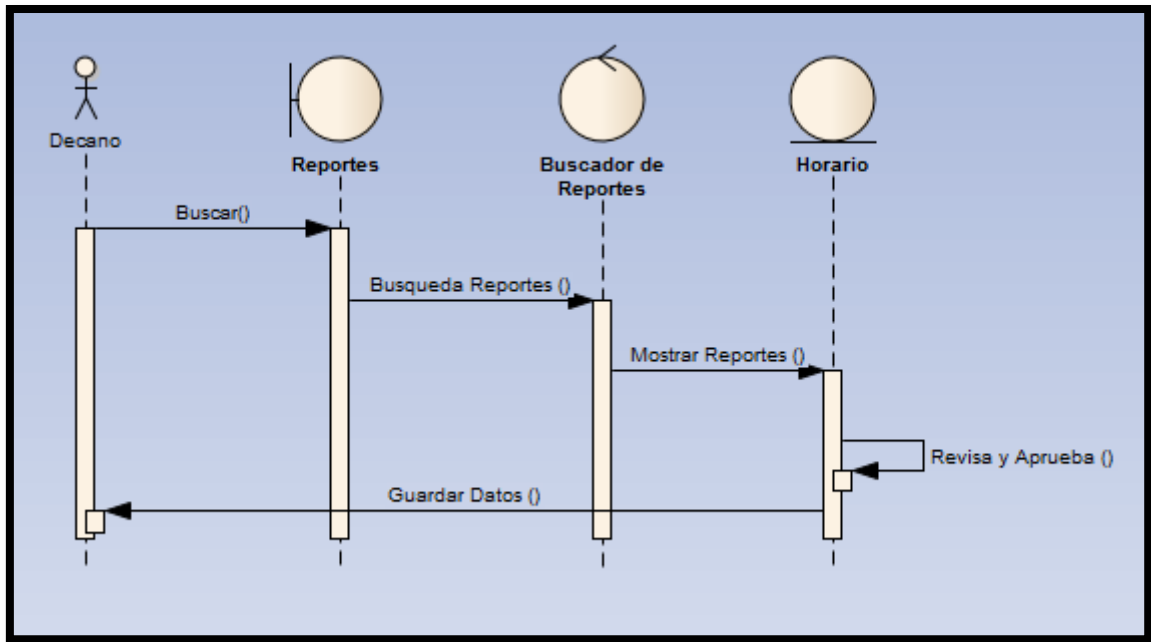 Decano
Reportes
Buscador de
Reportes
Horario
Buscar()
Busqueda Reportes ()
Mostrar Reportes ()
Revisa y Aprueba ()
Guardar Datos ()